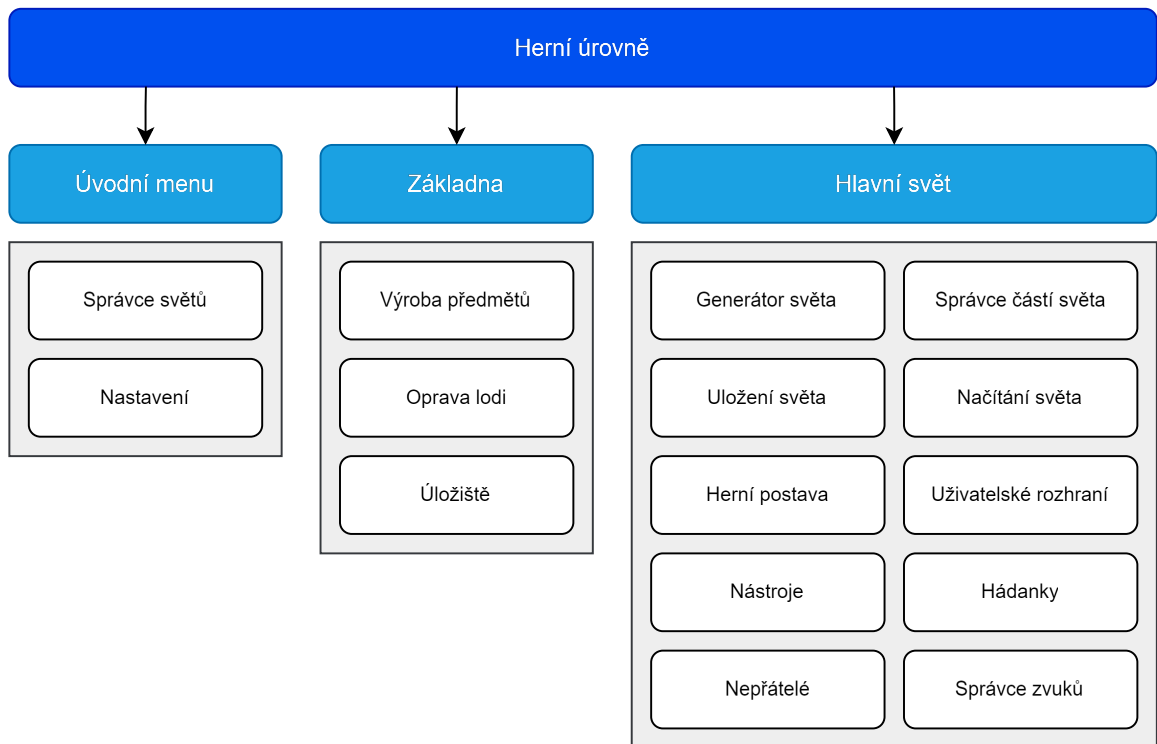 Herní úrovně
Úvodní menu
Správce světů
Nastavení
Základna
Výroba předmětů
Oprava lodi
Úložiště
Hlavní svět
Generátor světa
Správce částí světa
Uložení světa
Načítání světa
Herní postava
Uživatelské rozhraní
Nástroje
Hádanky
Nepřátelé
Správce zvuků